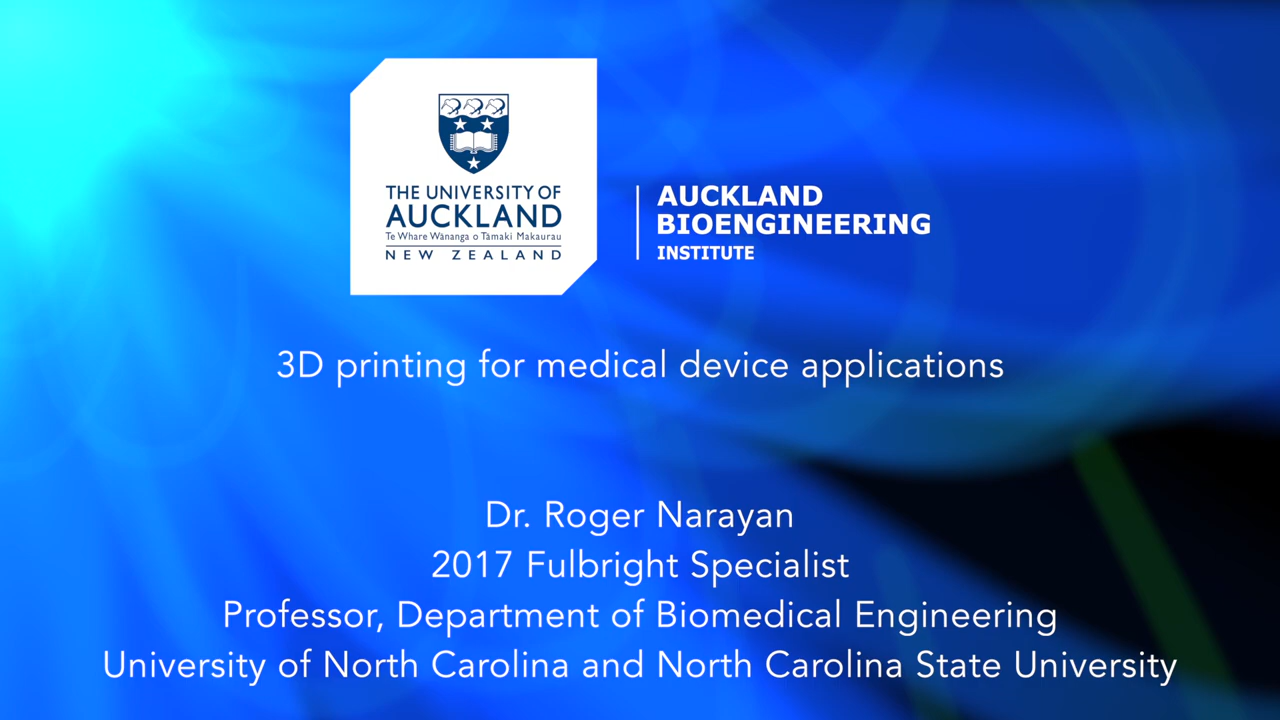 THE UNIVERSITY OF
AUCKLAND
Te Whare Wānanga o Tāmaki Makaurau
NEW ZEALAND
AUCKLAND
BIOENGINEERING
INSTITUTE
3D printing for medical device applications
Dr. Roger Narayan
2017 Fulbright Specialist
Professor, Department of Biomedical Engineering
University of North Carolina and North Carolina State University